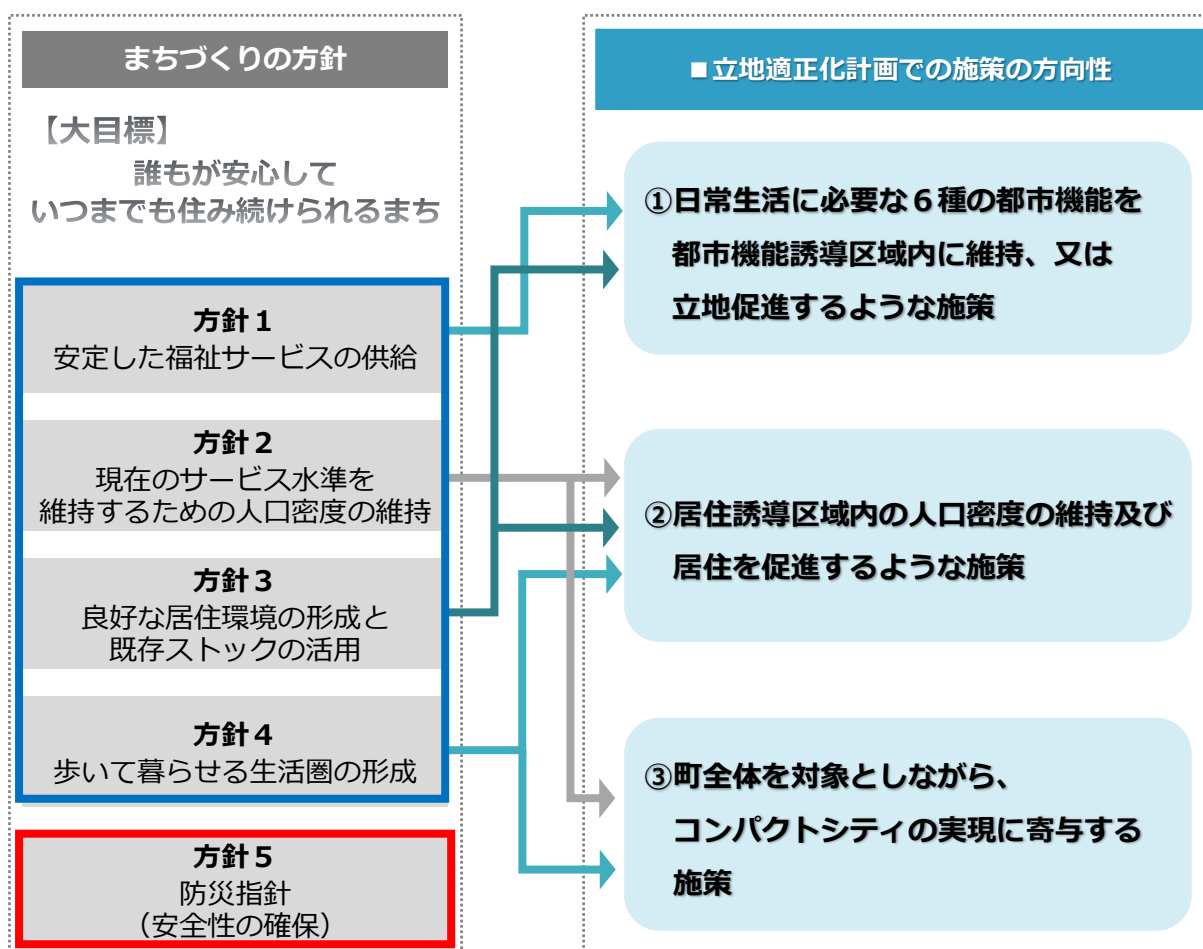 まちづくりの方針
【大目標】
誰もが安心して
いつまでも住み続けられるまち
方針１
安定した福祉サービスの供給
方針２
現在のサービス水準を
維持するための人口密度の維持
方針３
良好な居住環境の形成と
既存ストックの活用
方針４
歩いて暮らせる生活圏の形成
方針５
防災指針
（安全性の確保）
■立地適正化計画での施策の方向性
①日常生活に必要な６種の都市機能を
都市機能誘導区域内に維持、又は
立地促進するような施策
②居住誘導区域内の人口密度の維持及び
居住を促進するような施策
③町全体を対象としながら、
コンパクトシティの実現に寄与する
施策